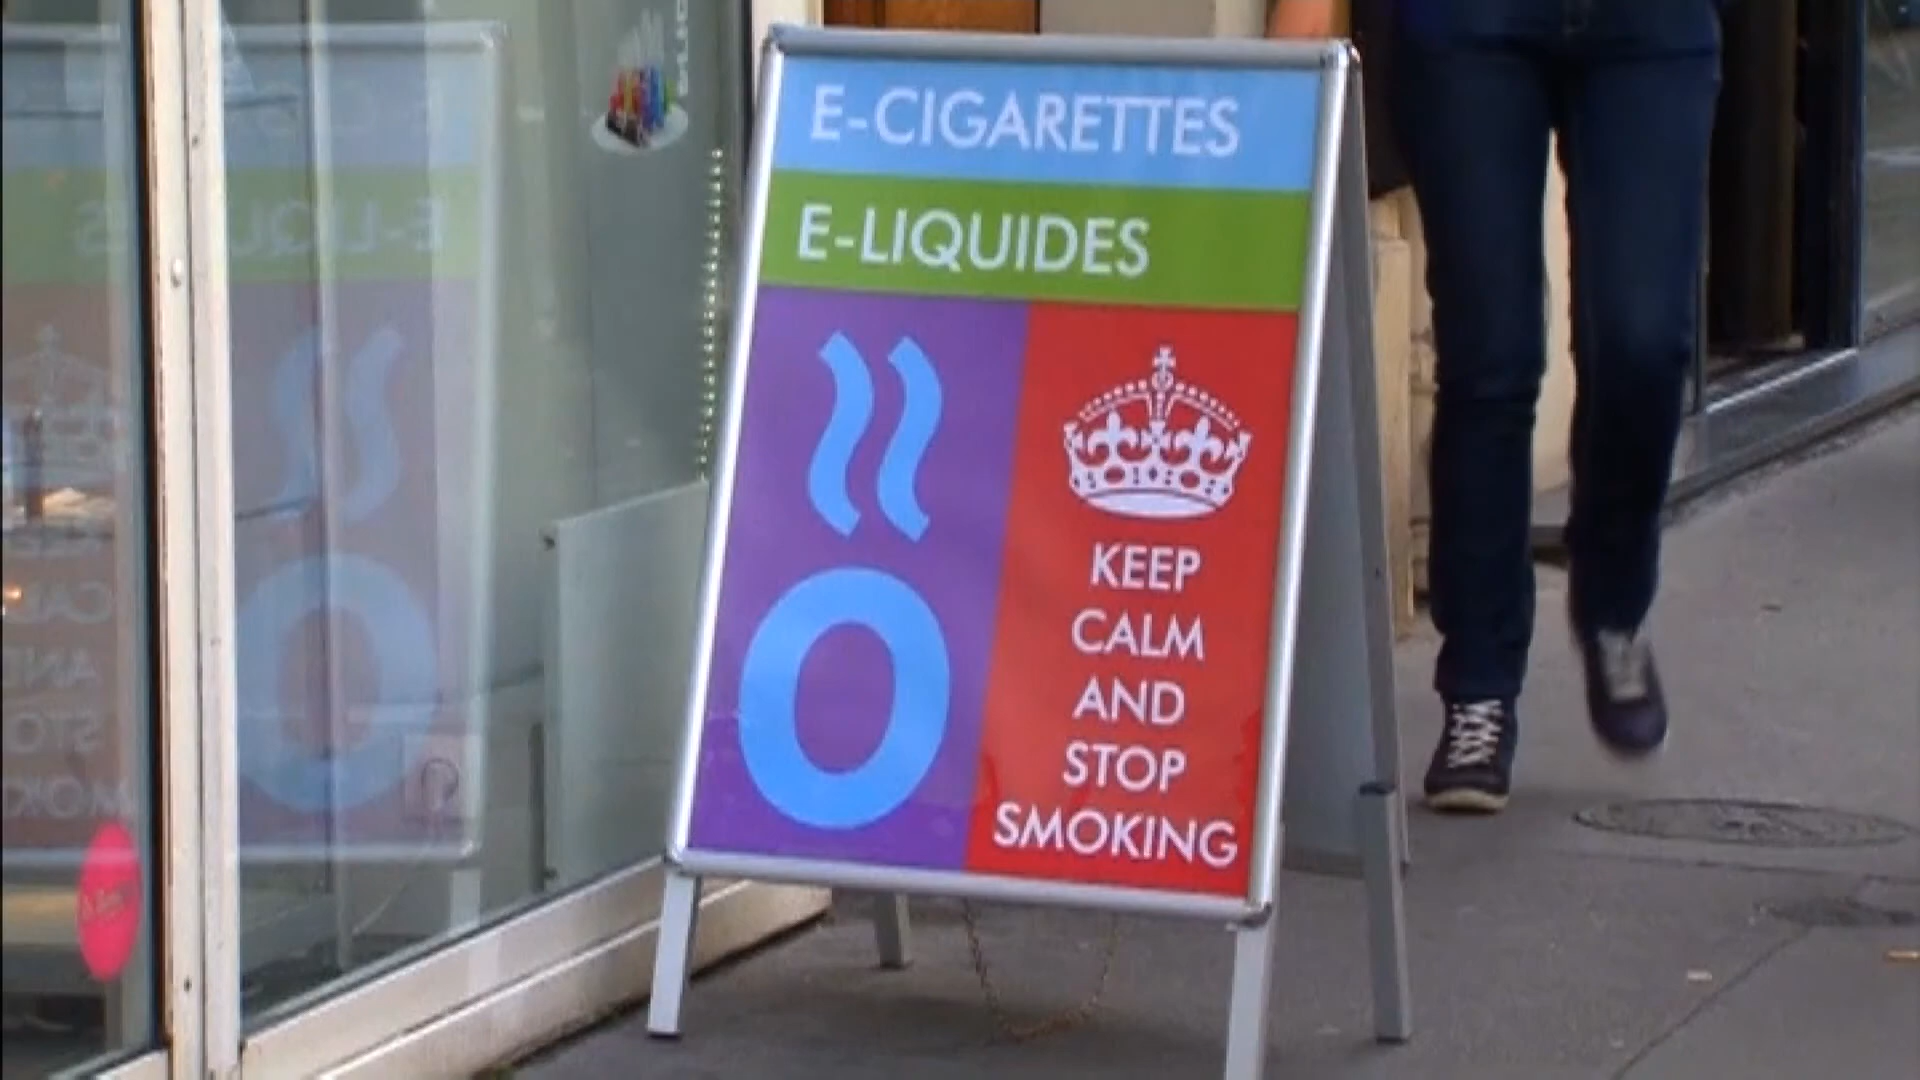 E-CIGARETTES
E-LIQUIDES
KEEP
CALM
AND
STOP
SMOKING